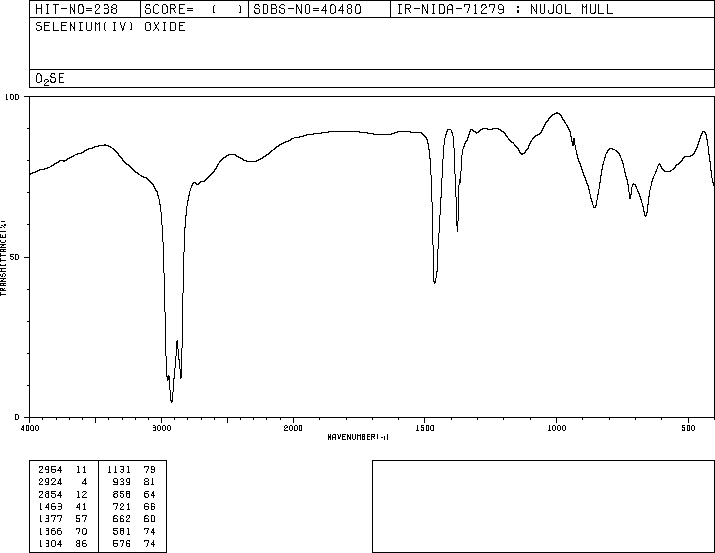 HIT-NO=238 SCORE= ( ) SDBS-NO=40480 IR-NIDA-71279 : NUJOL MULL
SELENIUM(IV) OXIDE
O2SE
100
50
0
TRANSMITTANCE(%)
4000 3000 2000 1500 1000 500
WAVENUMBER(-1)
2964 11 1131 79
2924 4 939 81
2854 12 858 64
1463 41 721 66
1377 57 662 60
1366 70 581 74
1304 86 576 74